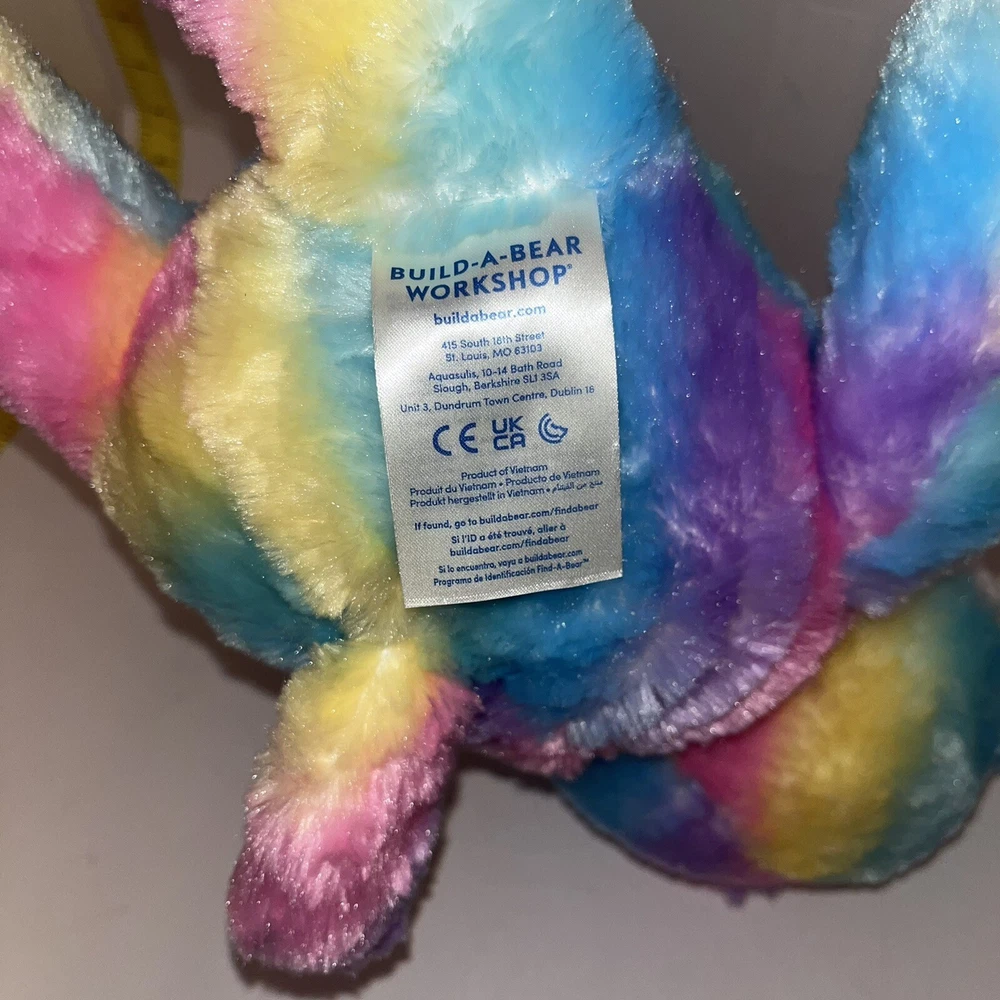 BUILD-A-BEAR
WORKSHOP®
buildabear.com
415 South 16th Street
St. Louis, MO 63103
Aquasulis, 10-14 Bath Road
Slough, Berkshire SL1 3SA
Unit 3, Dundrum Town Centre, Dublin 16
CE UK
CA
Product of Vietnam
Produit du Vietnam • Producto de Vietnam
Produkt hergestellt in Vietnam • منتج من الفيتنام
If found, go to buildabear.com/findabear
Si l'ID a été trouvé, aller à
buildabear.com/findabear
Si lo encuentra, vaya a buildabear.com
Programa de Identificación Find-A-Bear™